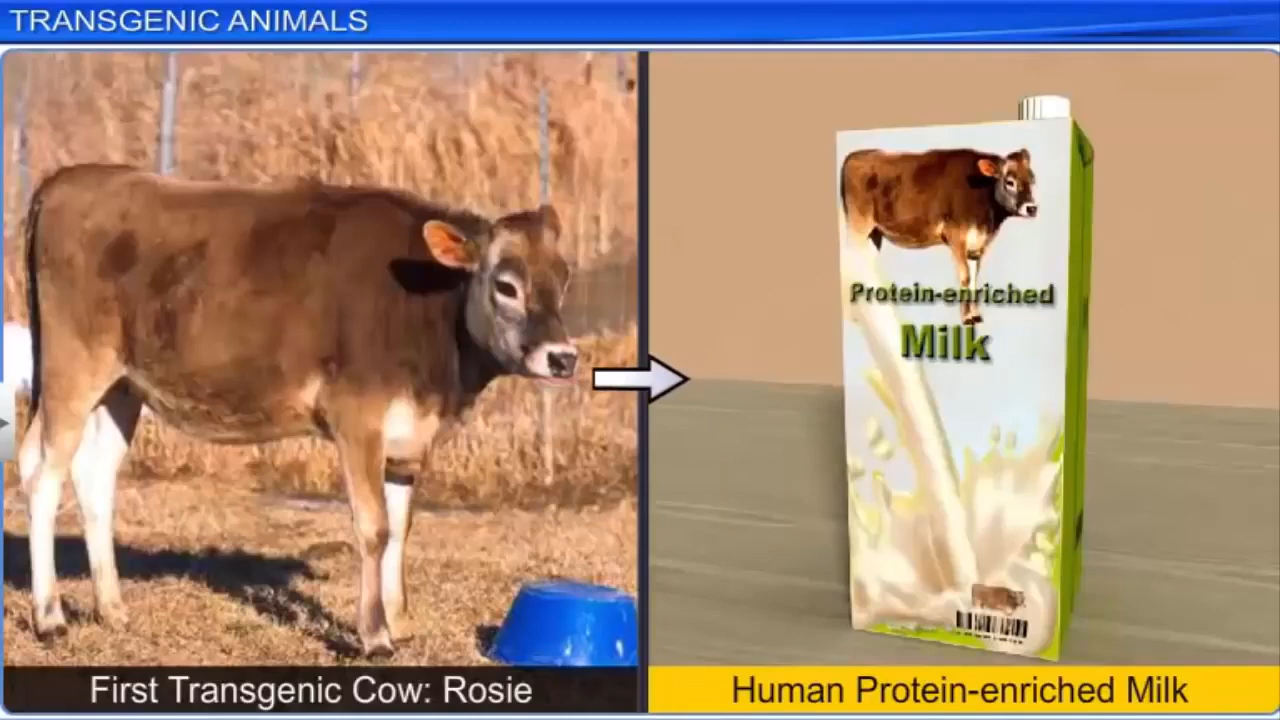 TRANSGENIC ANIMALS
Protein-enriched
Milk
First Transgenic Cow: Rosie
Human Protein-enriched Milk